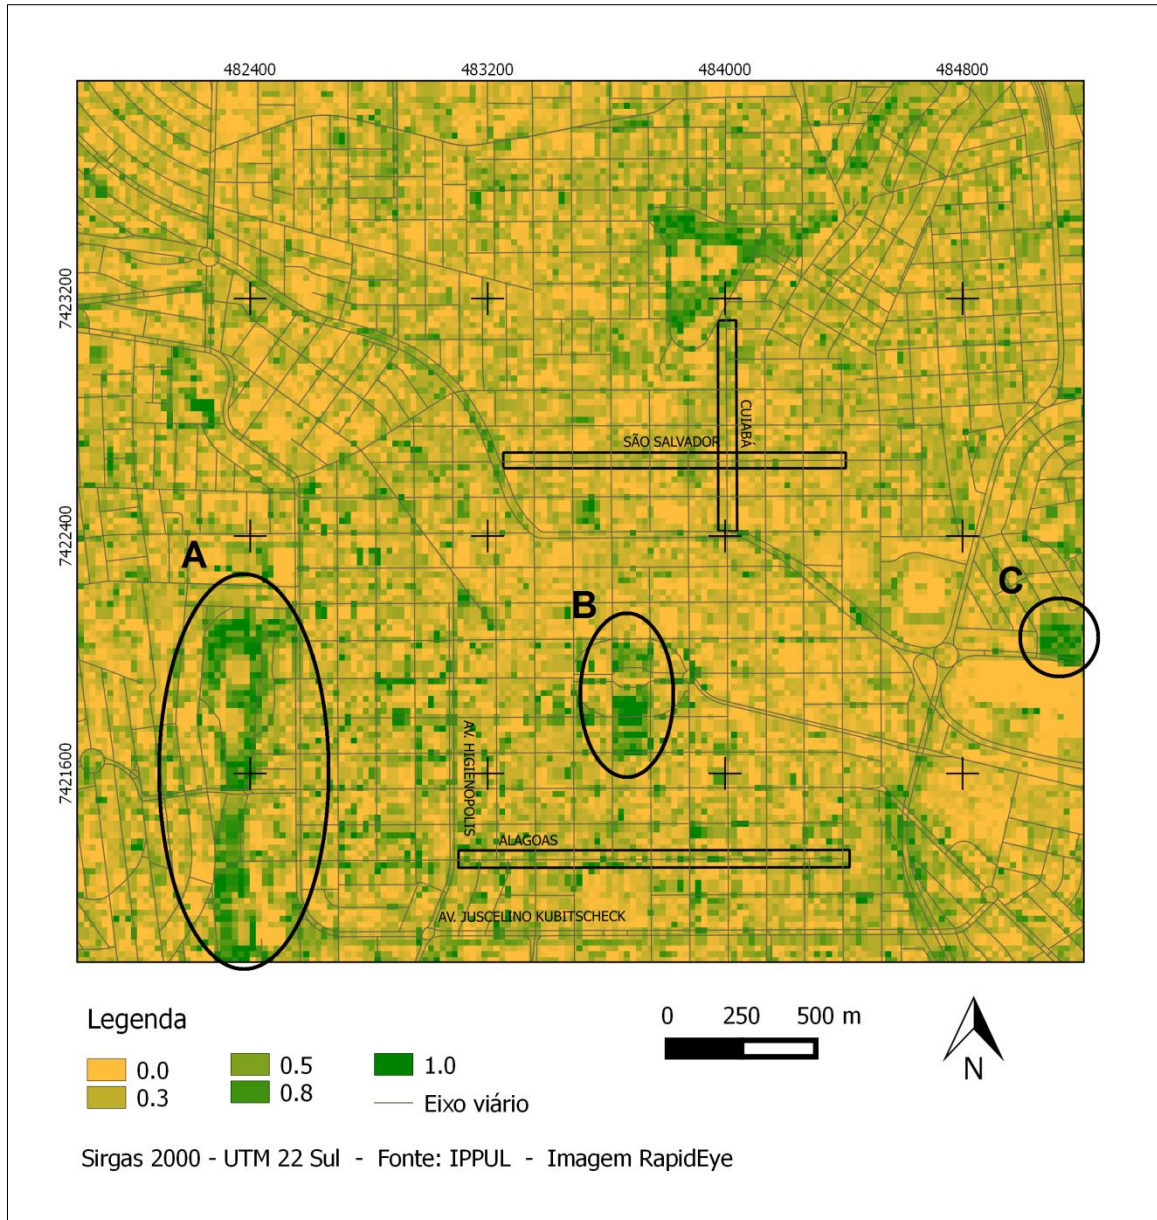 482400 483200 484000 484800
7423200
CUIABÁ
SÃO SALVADOR
7422400
A
C
B
7421600
AV. HIGIENOPOLIS
ALAGOAS
AV. JUSCELINO KUBITSCHECK
Legenda
0 250 500 m
0.0 0.5 1.0
0.3 0.8 Eixo viário
N
Sirgas 2000 - UTM 22 Sul - Fonte: IPPUL - Imagem RapidEye